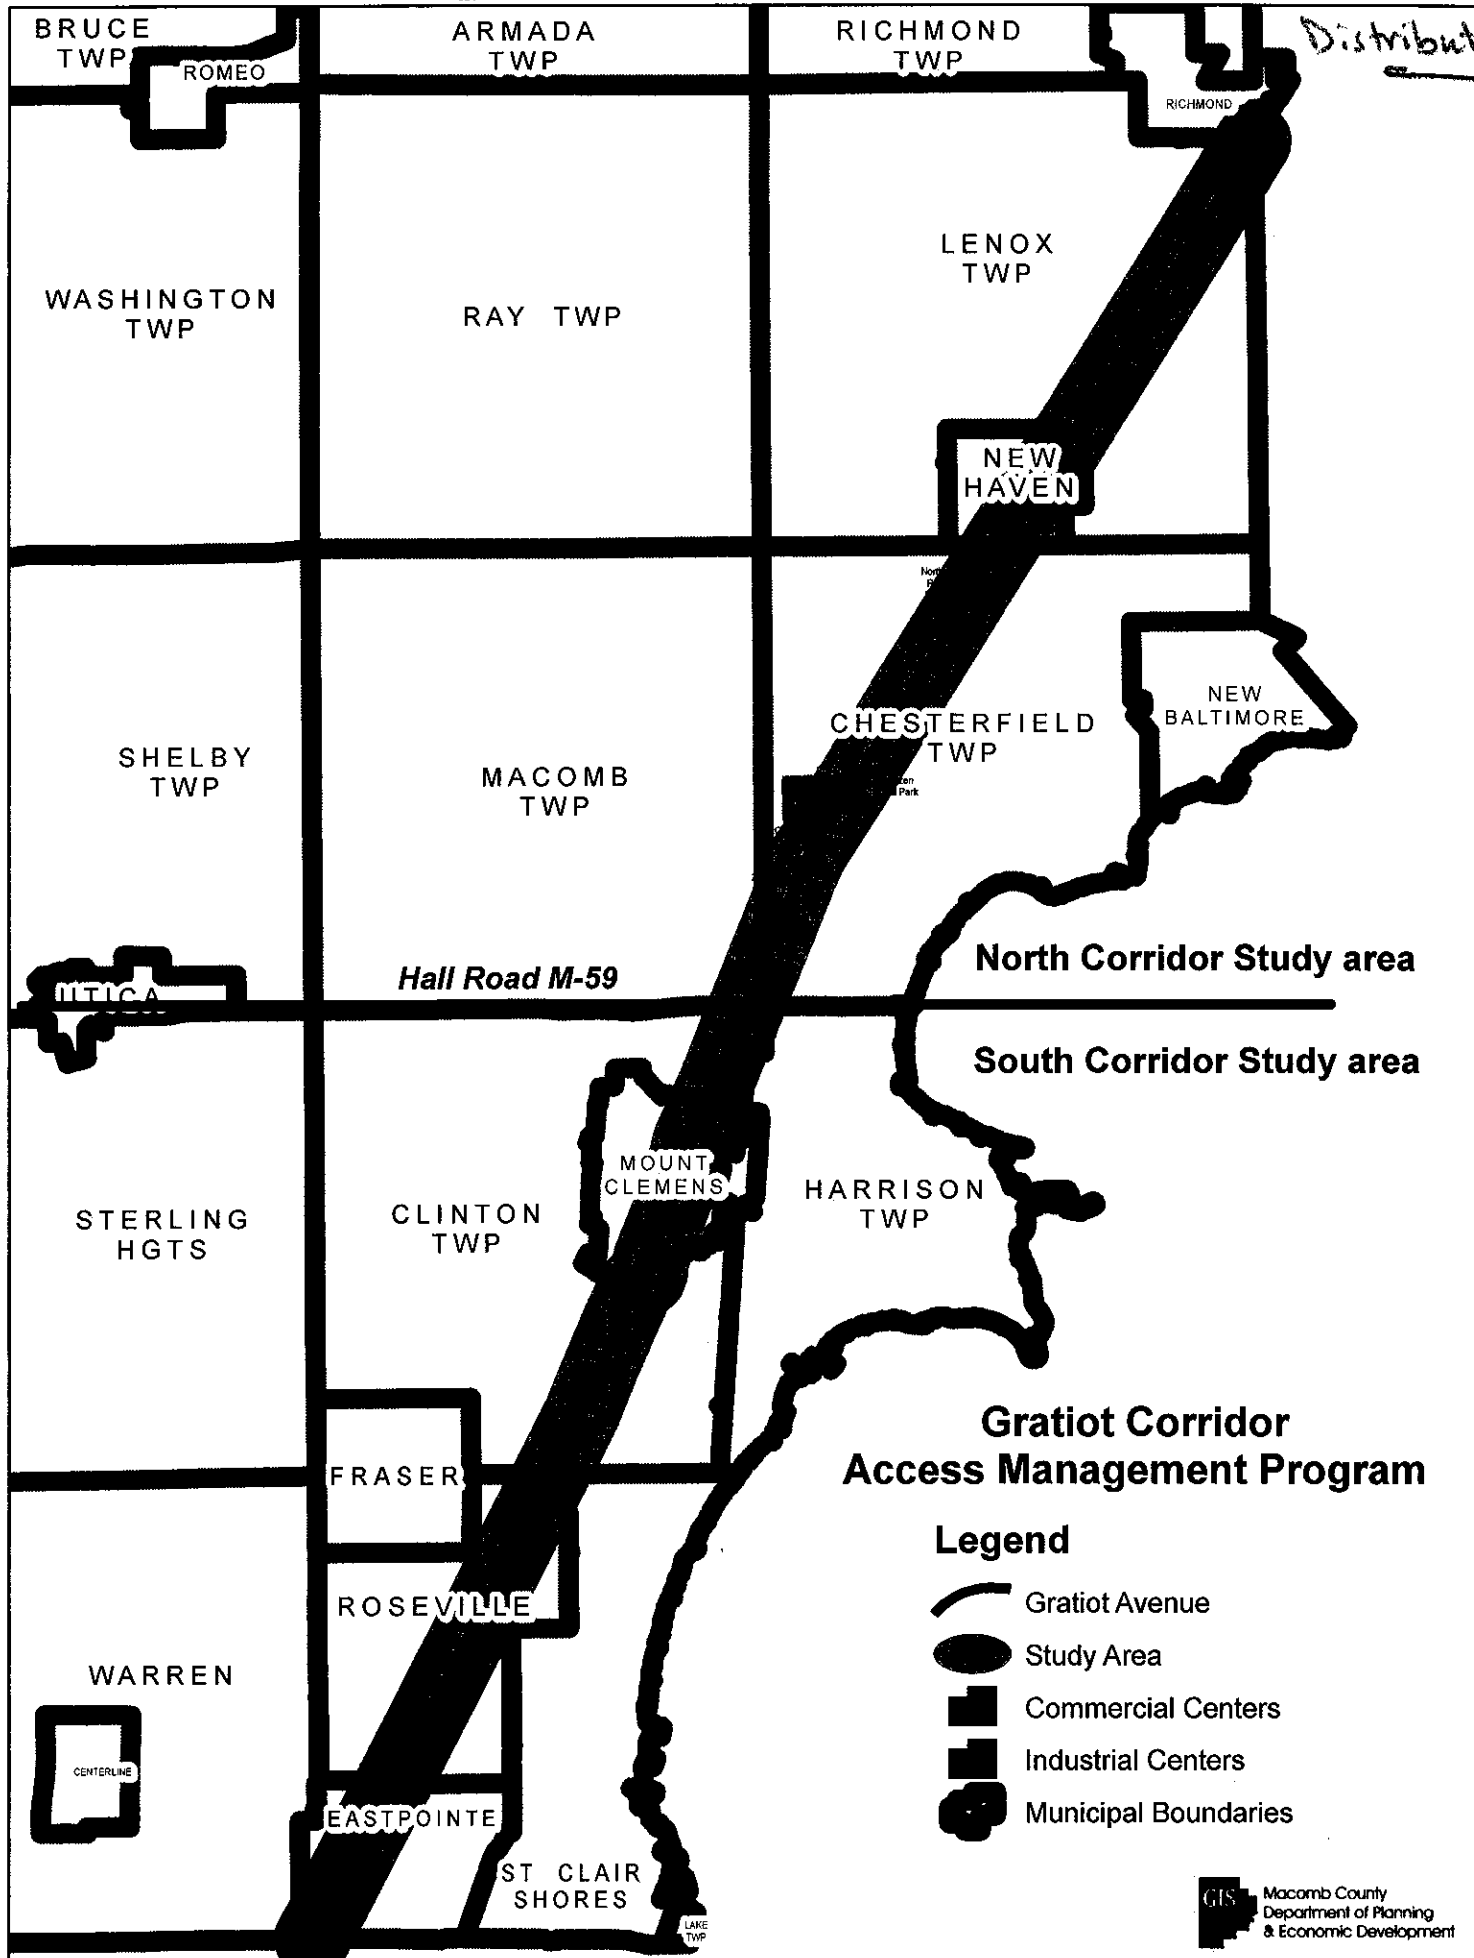 BRUCE
TWP
ROMEO
ARMADA
TWP
RICHMOND
TWP
RICHMOND
WASHINGTON
TWP
RAY TWP
LENOX
TWP
NEW
HAVEN
SHELBY
TWP
MACOMB
TWP
CHESTERFIELD
TWP
Park
NEW
BALTIMORE
UTICA
Hall Road M-59
North Corridor Study area
South Corridor Study area
STERLING
HGTS
CLINTON
TWP
MOUNT
CLEMENS
HARRISON
TWP
FRASER
ROSEVILLE
WARREN
CENTERLINE
EASTPOINTE
ST CLAIR
SHORES
LAKE
TWP
Gratiot Corridor
Access Management Program
Legend
Gratiot Avenue
Study Area
Commercial Centers
Industrial Centers
Municipal Boundaries
GIS
Macomb County
Department of Planning
& Economic Development